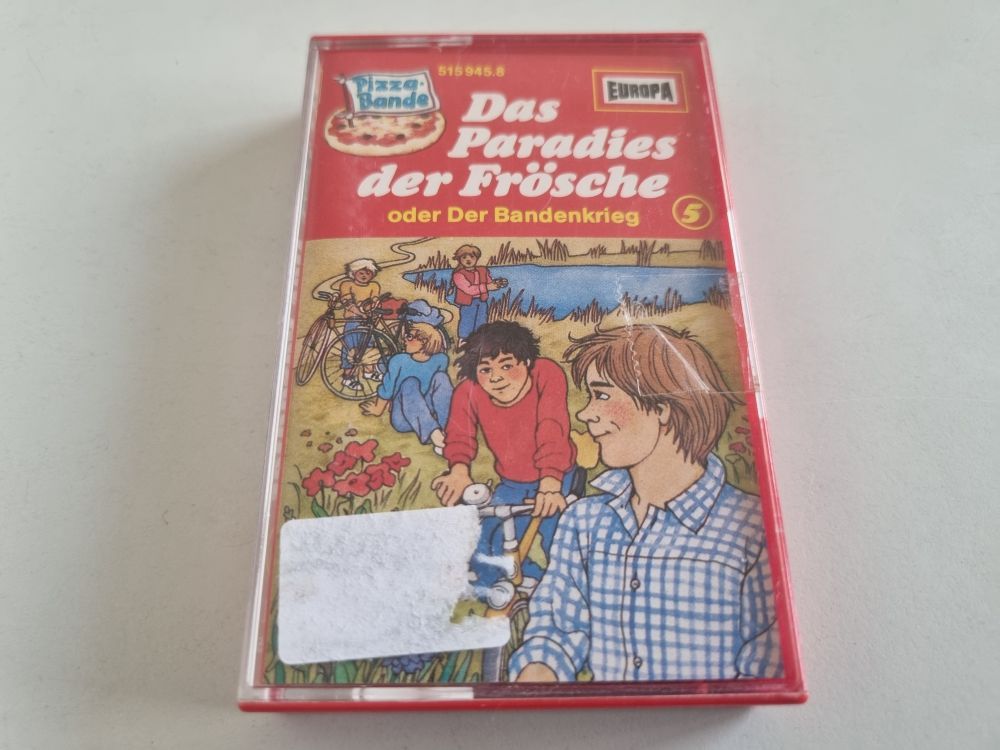 Pizza-
Bande
515 945.8
EUROPA
Das
Paradies
der Frösche
oder Der Bandenkrieg
5